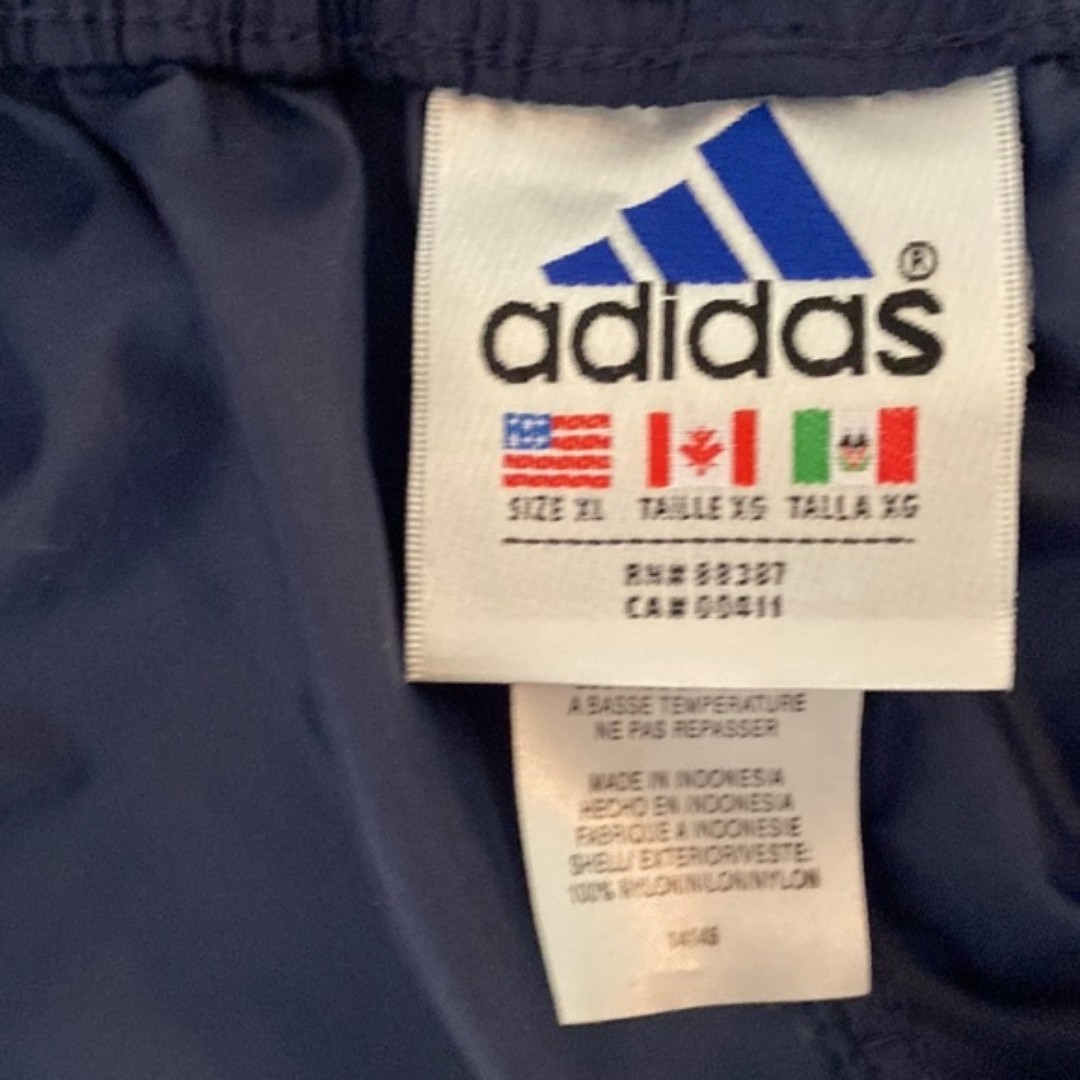 adidas®
SIZE XL TAILLE XG TALLA XG
RN# 88387
CA# 00411
A BASSE TEMPERATURE
NE PAS REPASSER
MADE IN INDONESIA
HECHO EN INDONESIA
FABRIQUE A INDONESIE
SHELL/ EXTERIOR/VESTE:
100% NYLON/NILON/NYLON